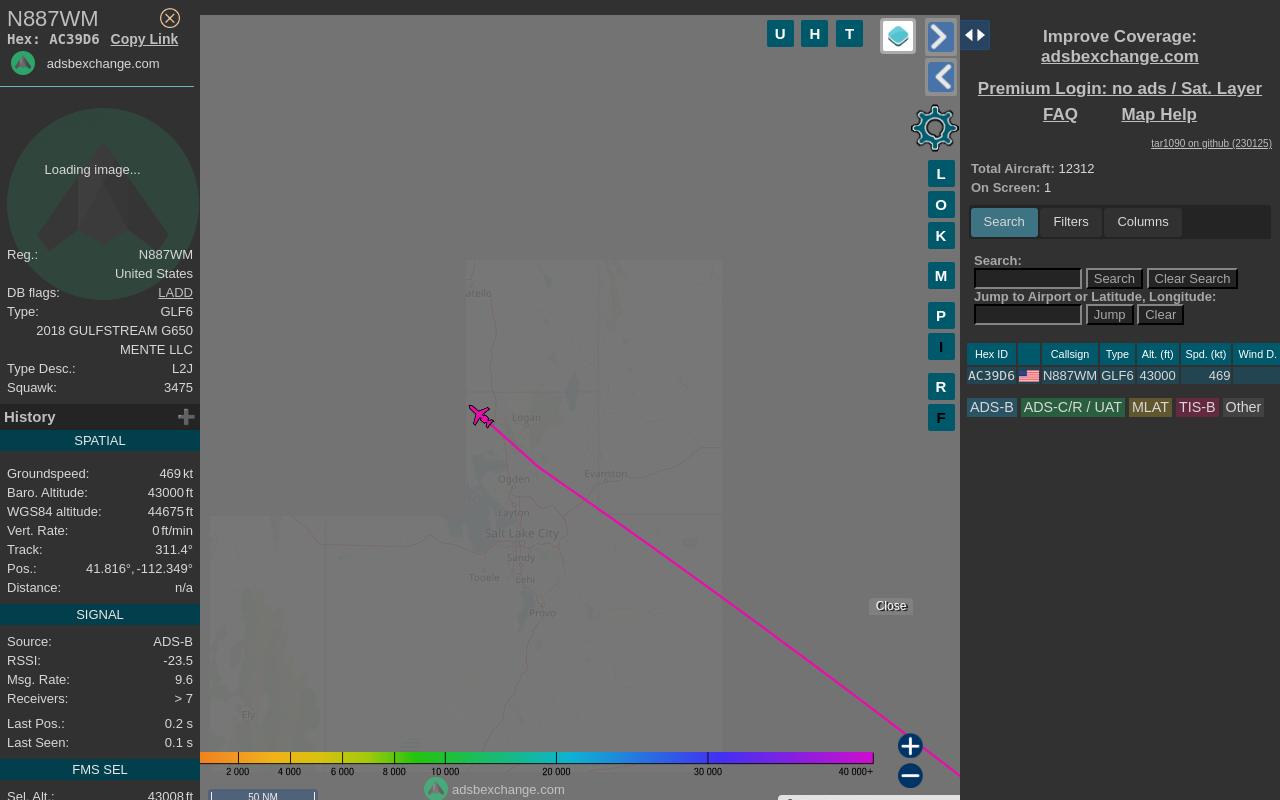 N887WM
Hex: AC39D6 Copy Link
adsbexchange.com
Loading image...
Reg.: N887WM
United States
DB flags: LADD
Type: GLF6
2018 GULFSTREAM G650
MENTE LLC
Type Desc.: L2J
Squawk: 3475
History
SPATIAL
Groundspeed: 469 kt
Baro. Altitude: 43000 ft
WGS84 altitude: 44675 ft
Vert. Rate: 0 ft/min
Track: 311.4°
Pos.: 41.816°, -112.349°
Distance: n/a
SIGNAL
Source: ADS-B
RSSI: -23.5
Msg. Rate: 9.6
Receivers: > 7
Last Pos.: 0.2 s
Last Seen: 0.1 s
FMS SEL
Sel. Alt.: 43008 ft
U H T
L
O
K
M
P
I
R
F
atello
Logan
Evanston
Ogden
Layton
Salt Lake City
Sandy
Tooele
Lehi
Provo
Ely
Close
2 000 4 000 6 000 8 000 10 000 20 000 30 000 40 000+
adsbexchange.com
50 NM
Improve Coverage:
adsbexchange.com
Premium Login: no ads / Sat. Layer
FAQ Map Help
tar1090 on github (230125)
Total Aircraft: 12312
On Screen: 1
Search Filters Columns
Search:
Search Clear Search
Jump to Airport or Latitude, Longitude:
Jump Clear
Hex ID Callsign Type Alt. (ft) Spd. (kt) Wind D.
AC39D6 N887WM GLF6 43000 469
ADS-B ADS-C/R / UAT MLAT TIS-B Other